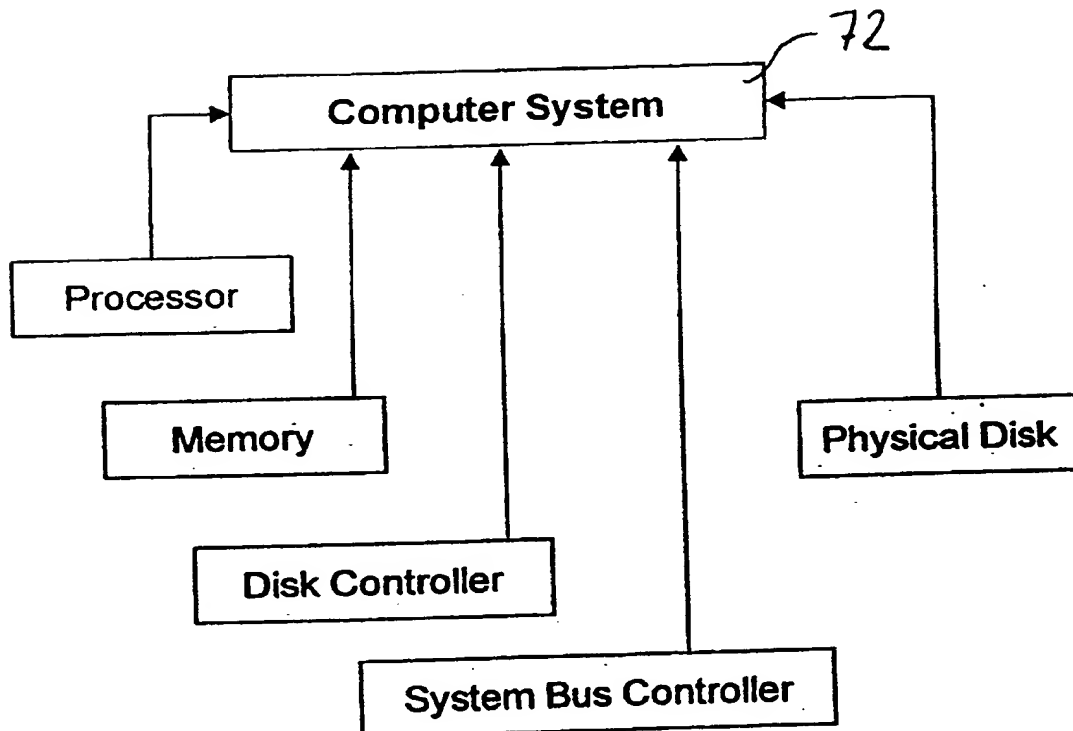 72
Computer System
Processor
Memory
Physical Disk
Disk Controller
System Bus Controller